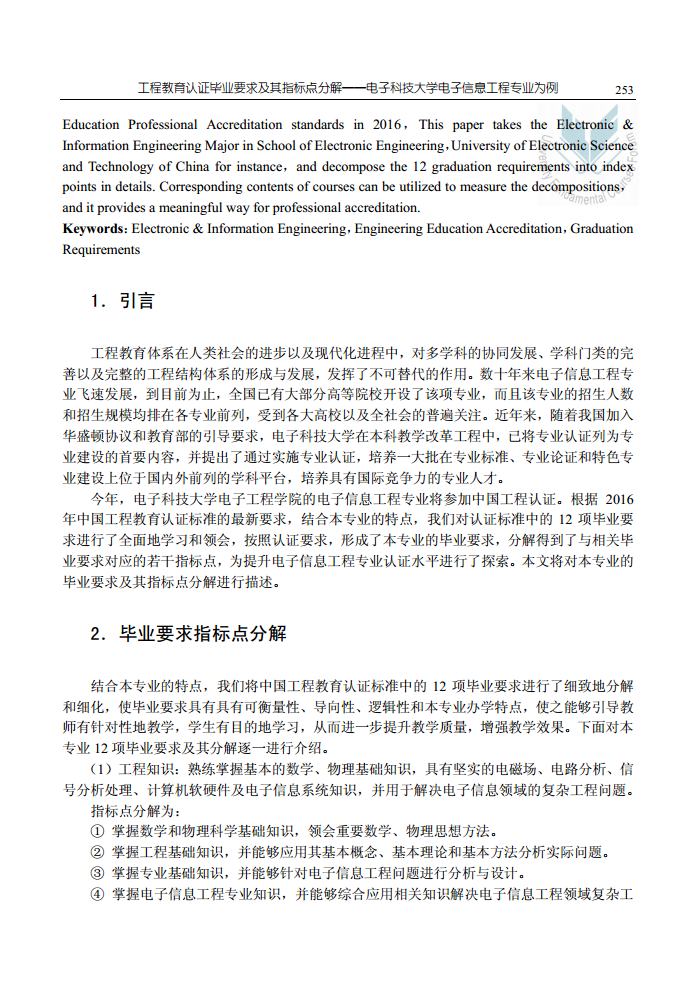 工程教育认证毕业要求及其指标点分解——电子科技大学电子信息工程专业为例 253
Education Professional Accreditation standards in 2016，This paper takes the Electronic &
Information Engineering Major in School of Electronic Engineering，University of Electronic Science
and Technology of China for instance，and decompose the 12 graduation requirements into index
points in details. Corresponding contents of courses can be utilized to measure the decompositions，
and it provides a meaningful way for professional accreditation.
Keywords：Electronic & Information Engineering，Engineering Education Accreditation，Graduation
Requirements
University Fundamental Courses Forum
1．引言
工程教育体系在人类社会的进步以及现代化进程中，对多学科的协同发展、学科门类的完
善以及完整的工程结构体系的形成与发展，发挥了不可替代的作用。数十年来电子信息工程专
业飞速发展，到目前为止，全国已有大部分高等院校开设了该项专业，而且该专业的招生人数
和招生规模均排在各专业前列，受到各大高校以及全社会的普遍关注。近年来，随着我国加入
华盛顿协议和教育部的引导要求，电子科技大学在本科教学改革工程中，已将专业认证列为专
业建设的首要内容，并提出了通过实施专业认证，培养一大批在专业标准、专业论证和特色专
业建设上位于国内外前列的学科平台，培养具有国际竞争力的专业人才。
今年，电子科技大学电子工程学院的电子信息工程专业将参加中国工程认证。根据 2016
年中国工程教育认证标准的最新要求，结合本专业的特点，我们对认证标准中的 12 项毕业要
求进行了全面地学习和领会，按照认证要求，形成了本专业的毕业要求，分解得到了与相关毕
业要求对应的若干指标点，为提升电子信息工程专业认证水平进行了探索。本文将对本专业的
毕业要求及其指标点分解进行描述。
2．毕业要求指标点分解
结合本专业的特点，我们将中国工程教育认证标准中的 12 项毕业要求进行了细致地分解
和细化，使毕业要求具有具有可衡量性、导向性、逻辑性和本专业办学特点，使之能够引导教
师有针对性地教学，学生有目的地学习，从而进一步提升教学质量，增强教学效果。下面对本
专业 12 项毕业要求及其分解逐一进行介绍。
（1）工程知识：熟练掌握基本的数学、物理基础知识，具有坚实的电磁场、电路分析、信
号分析处理、计算机软硬件及电子信息系统知识，并用于解决电子信息领域的复杂工程问题。
指标点分解为：
① 掌握数学和物理科学基础知识，领会重要数学、物理思想方法。
② 掌握工程基础知识，并能够应用其基本概念、基本理论和基本方法分析实际问题。
③ 掌握专业基础知识，并能够针对电子信息工程问题进行分析与设计。
④ 掌握电子信息工程专业知识，并能够综合应用相关知识解决电子信息工程领域复杂工